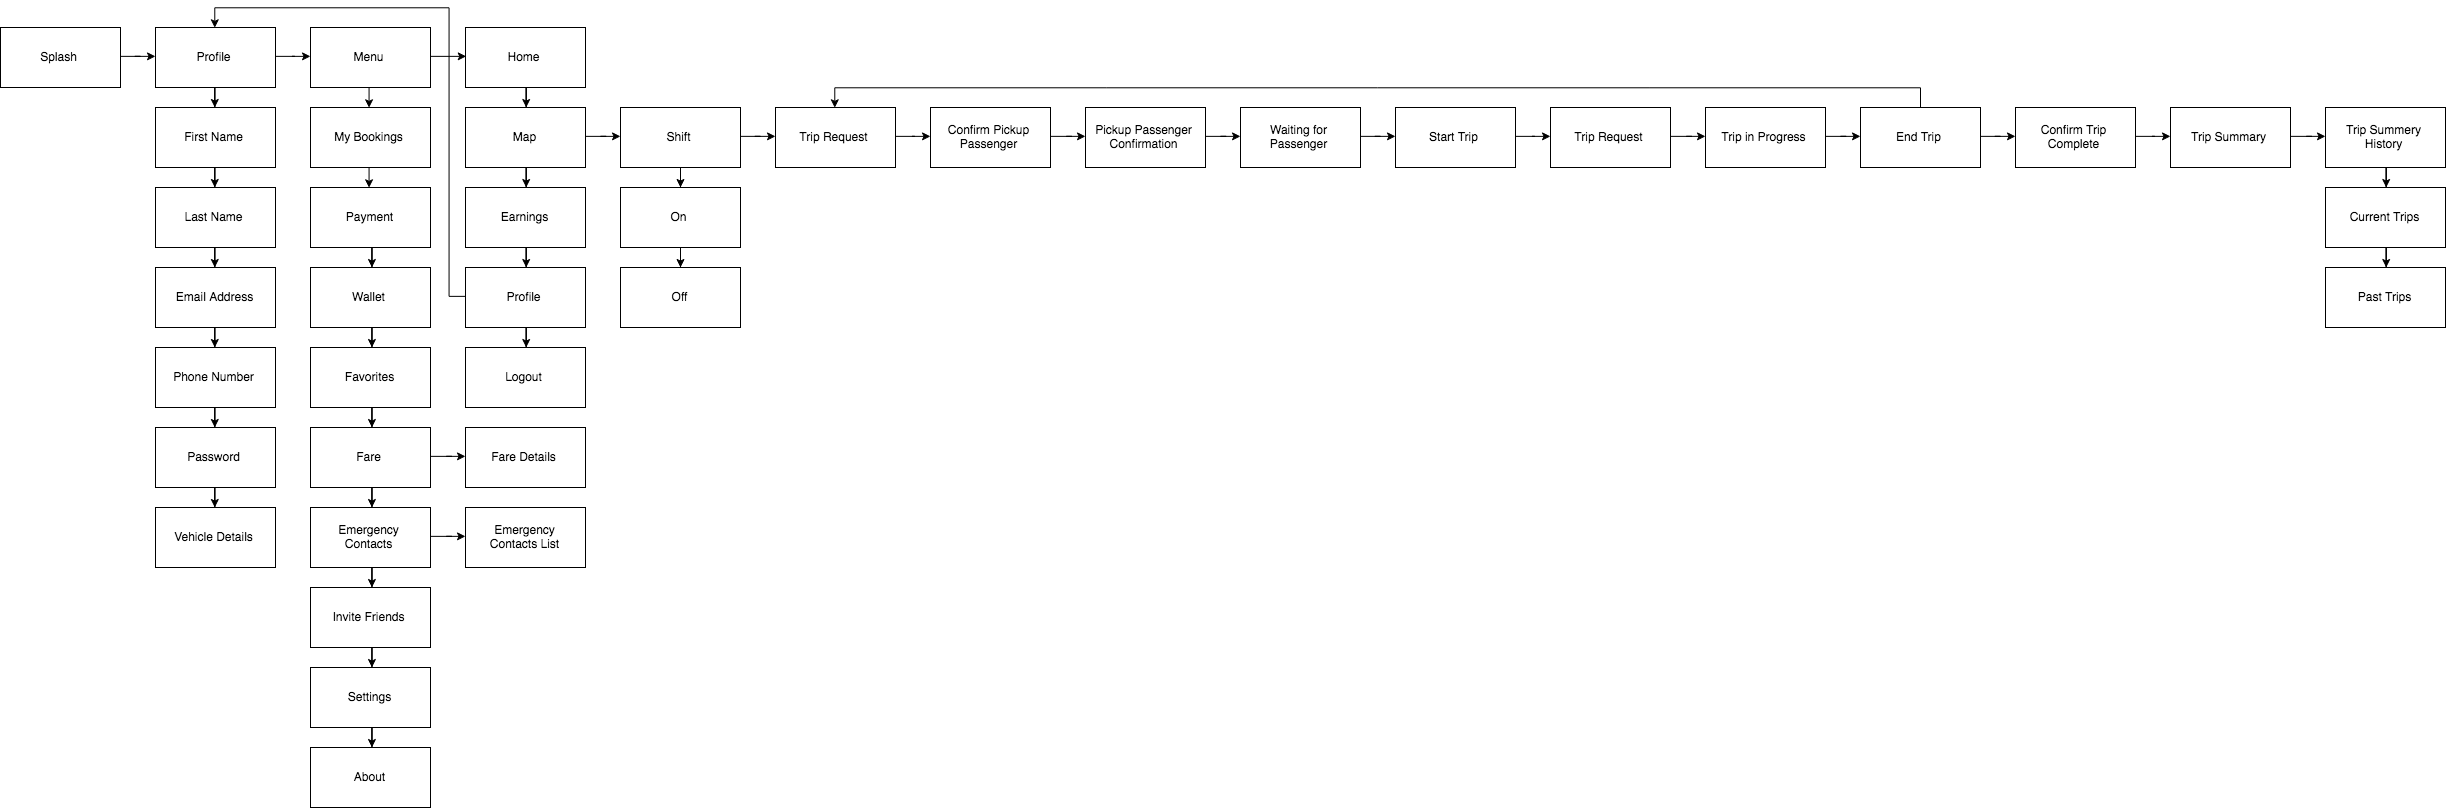 Splash
Profile
Menu
Home
First Name
My Bookings
Map
Shift
Trip Request
Confirm Pickup
Passenger
Pickup Passenger
Confirmation
Waiting for
Passenger
Start Trip
Trip Request
Trip in Progress
End Trip
Confirm Trip
Complete
Trip Summary
Trip Summery
History
Last Name
Payment
Earnings
On
Current Trips
Email Address
Wallet
Profile
Off
Past Trips
Phone Number
Favorites
Logout
Password
Fare
Fare Details
Vehicle Details
Emergency
Contacts
Emergency
Contacts List
Invite Friends
Settings
About